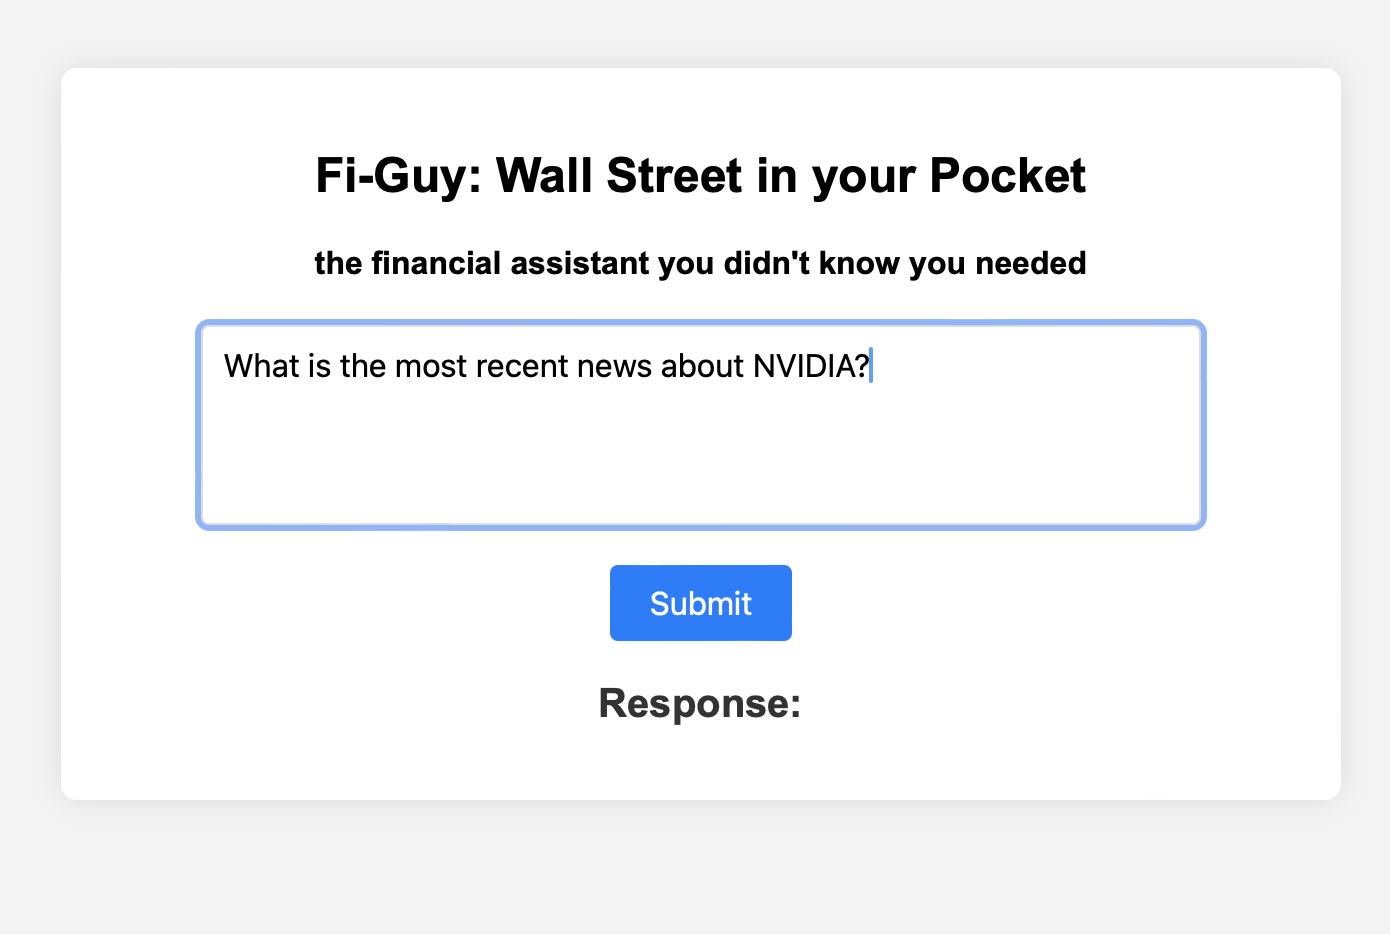 Fi-Guy: Wall Street in your Pocket
the financial assistant you didn't know you needed
What is the most recent news about NVIDIA?
Submit
Response: